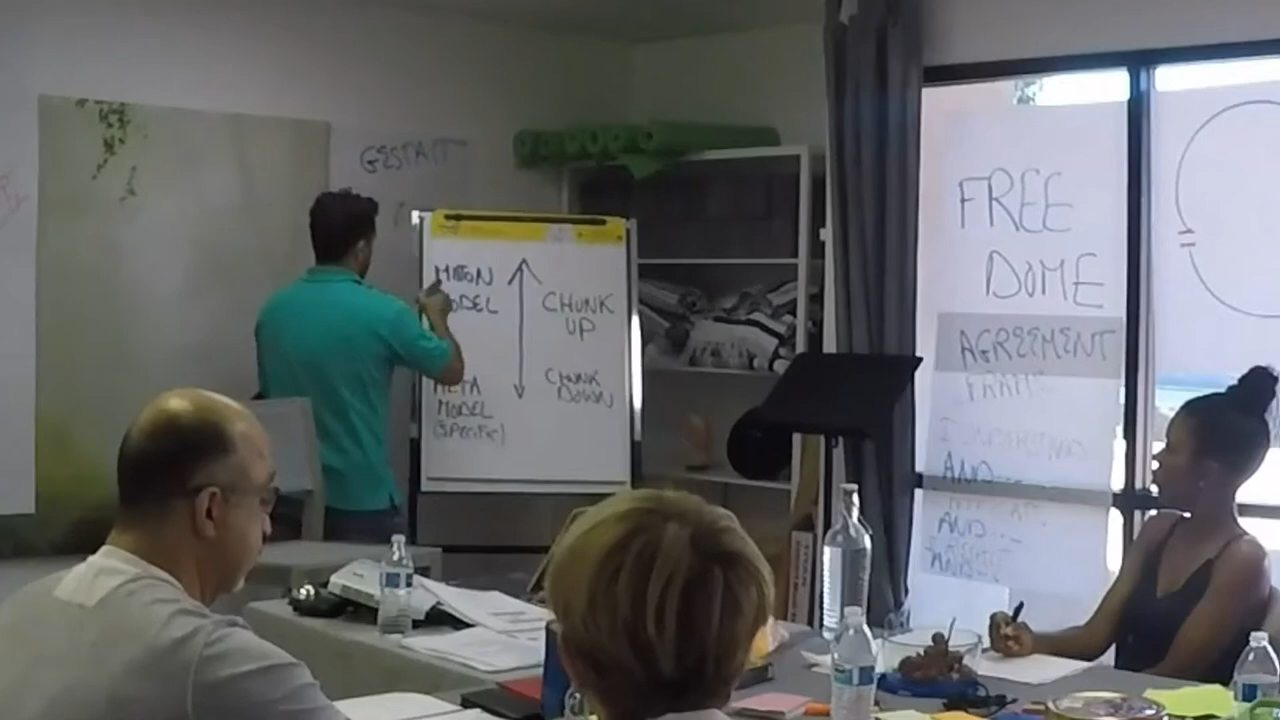 GESTALT
MILTON
MODEL
CHUNK
UP
META
MODEL
(SPECIFIC)
CHUNK
DOWN
FREE
DOME
AGREEMENT
FRAME
AND...
AND...